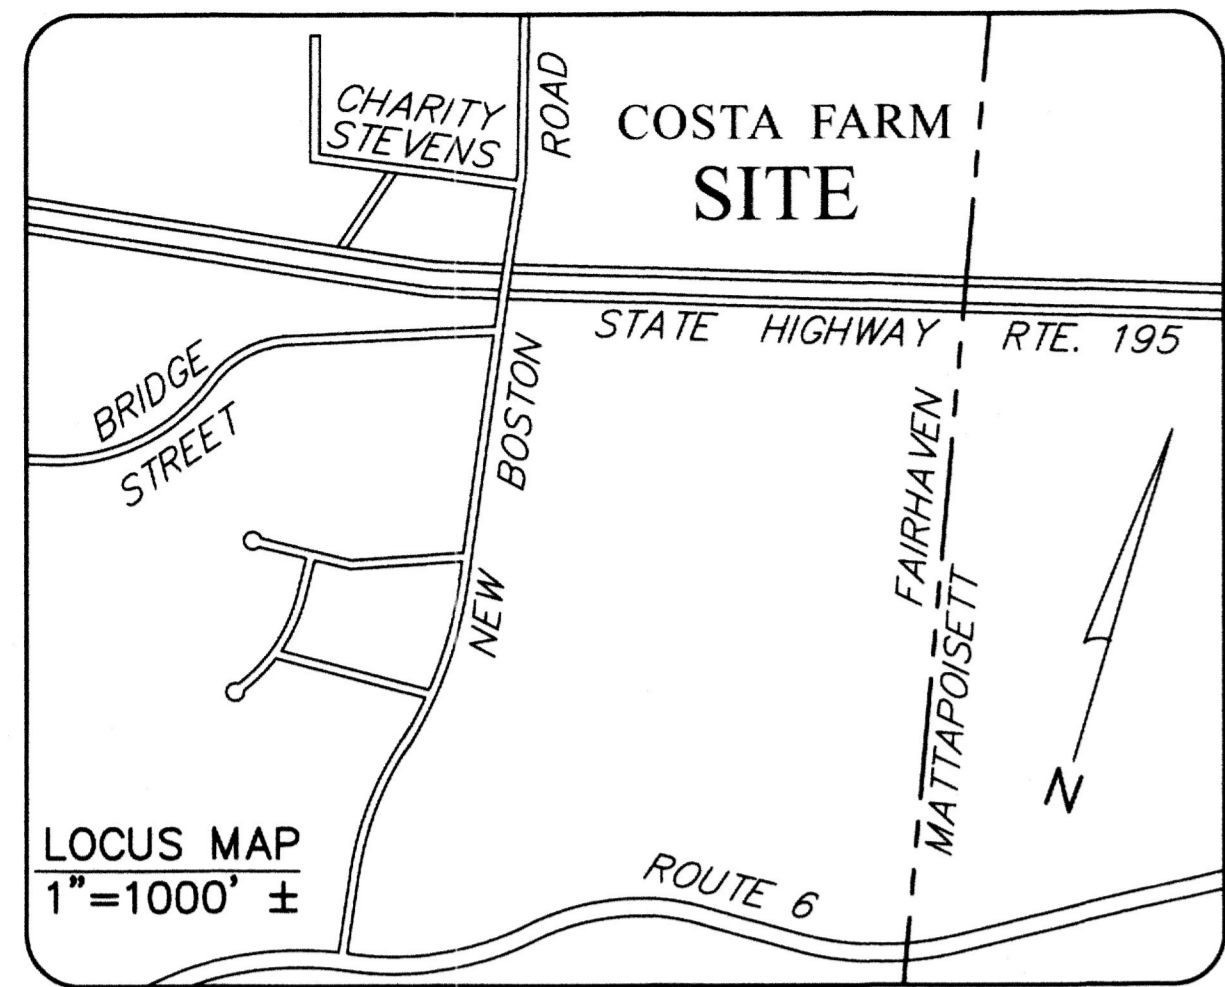 CHARITY
STEVENS
ROAD
COSTA FARM
SITE
STATE HIGHWAY RTE. 195
BRIDGE
STREET
BOSTON
NEW
FAIRHAVEN
MATTAPOISETT
N
LOCUS MAP
1"=1000' ±
ROUTE 6